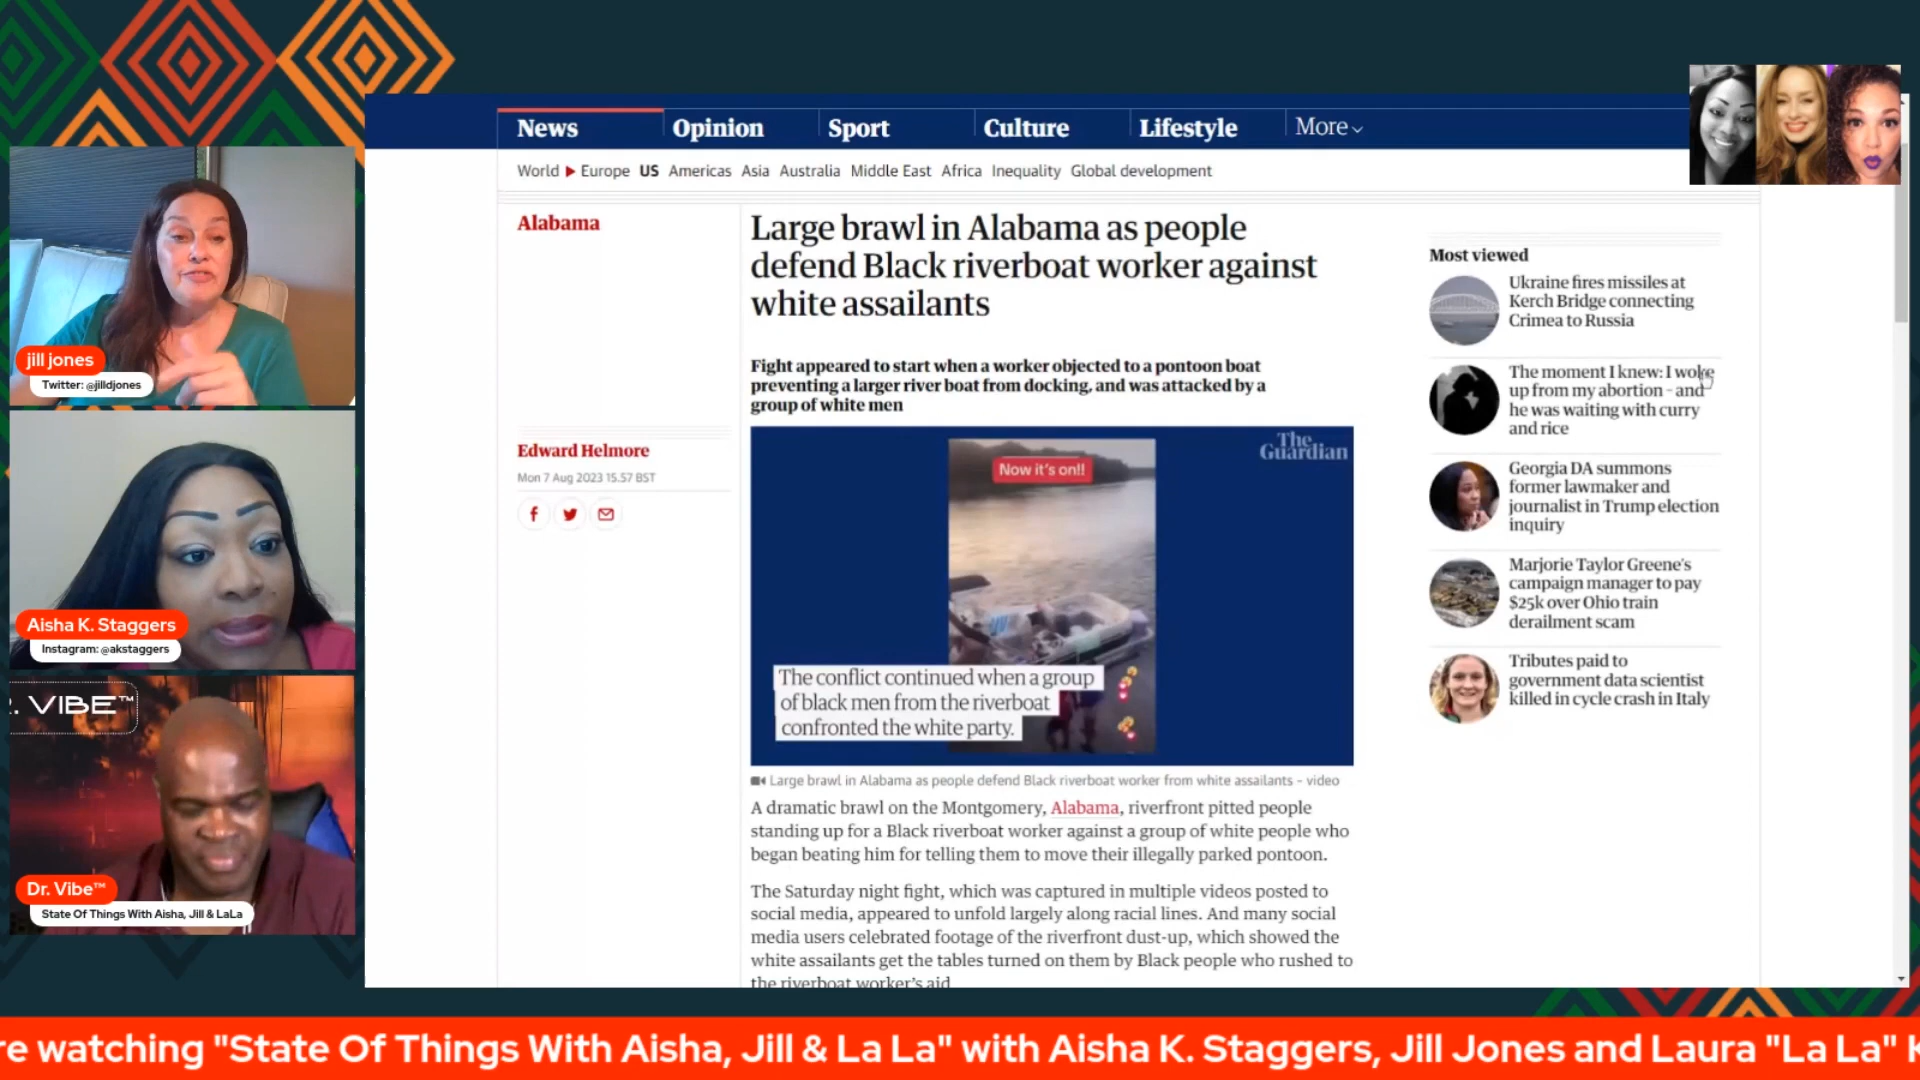 News
Opinion
Sport
Culture
Lifestyle
More
World
Europe
US
Americas
Asia
Australia
Middle East
Africa
Inequality
Global development
jill jones
Twitter: @jilldjones
Aisha K. Staggers
Instagram: @akstaggers
. VIBE™
Dr. Vibe™
State Of Things With Aisha, Jill & LaLa
Alabama
Edward Helmore
Mon 7 Aug 2023 15.57 BST
Large brawl in Alabama as people
defend Black riverboat worker against
white assailants
Fight appeared to start when a worker objected to a pontoon boat
preventing a larger river boat from docking, and was attacked by a
group of white men
The
Guardian
Now it's on!!
The conflict continued when a group
of black men from the riverboat
confronted the white party.
Large brawl in Alabama as people defend Black riverboat worker from white assailants – video
A dramatic brawl on the Montgomery, Alabama, riverfront pitted people
standing up for a Black riverboat worker against a group of white people who
began beating him for telling them to move their illegally parked pontoon.
The Saturday night fight, which was captured in multiple videos posted to
social media, appeared to unfold largely along racial lines. And many social
media users celebrated footage of the riverfront dust-up, which showed the
white assailants get the tables turned on them by Black people who rushed to
the riverboat worker's aid
Most viewed
Ukraine fires missiles at
Kerch Bridge connecting
Crimea to Russia
The moment I knew: I woke
up from my abortion – and
he was waiting with curry
and rice
Georgia DA summons
former lawmaker and
journalist in Trump election
inquiry
Marjorie Taylor Greene's
campaign manager to pay
$25k over Ohio train
derailment scam
Tributes paid to
government data scientist
killed in cycle crash in Italy
re watching "State Of Things With Aisha, Jill & La La" with Aisha K. Staggers, Jill Jones and Laura "La La" K